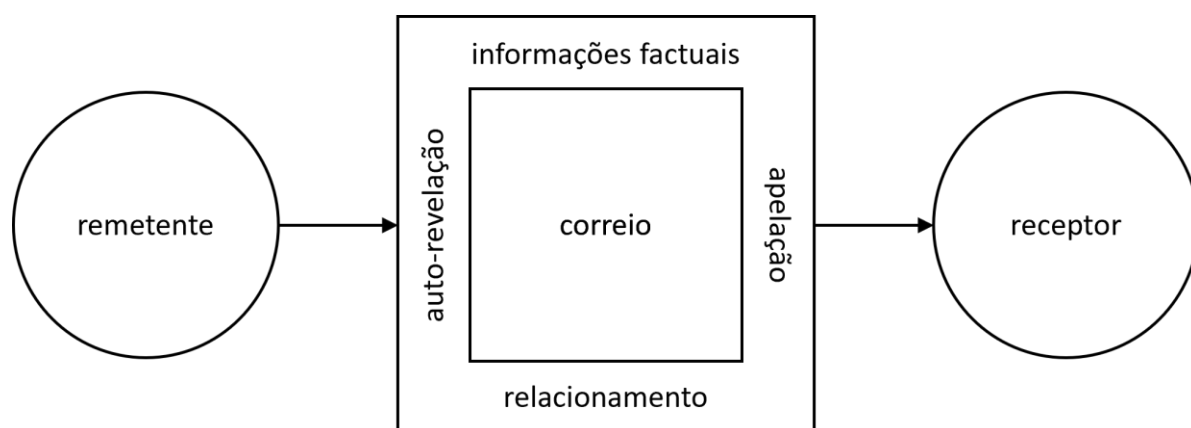 informações factuais
remetente
auto-revelação
correio
apelação
receptor
relacionamento